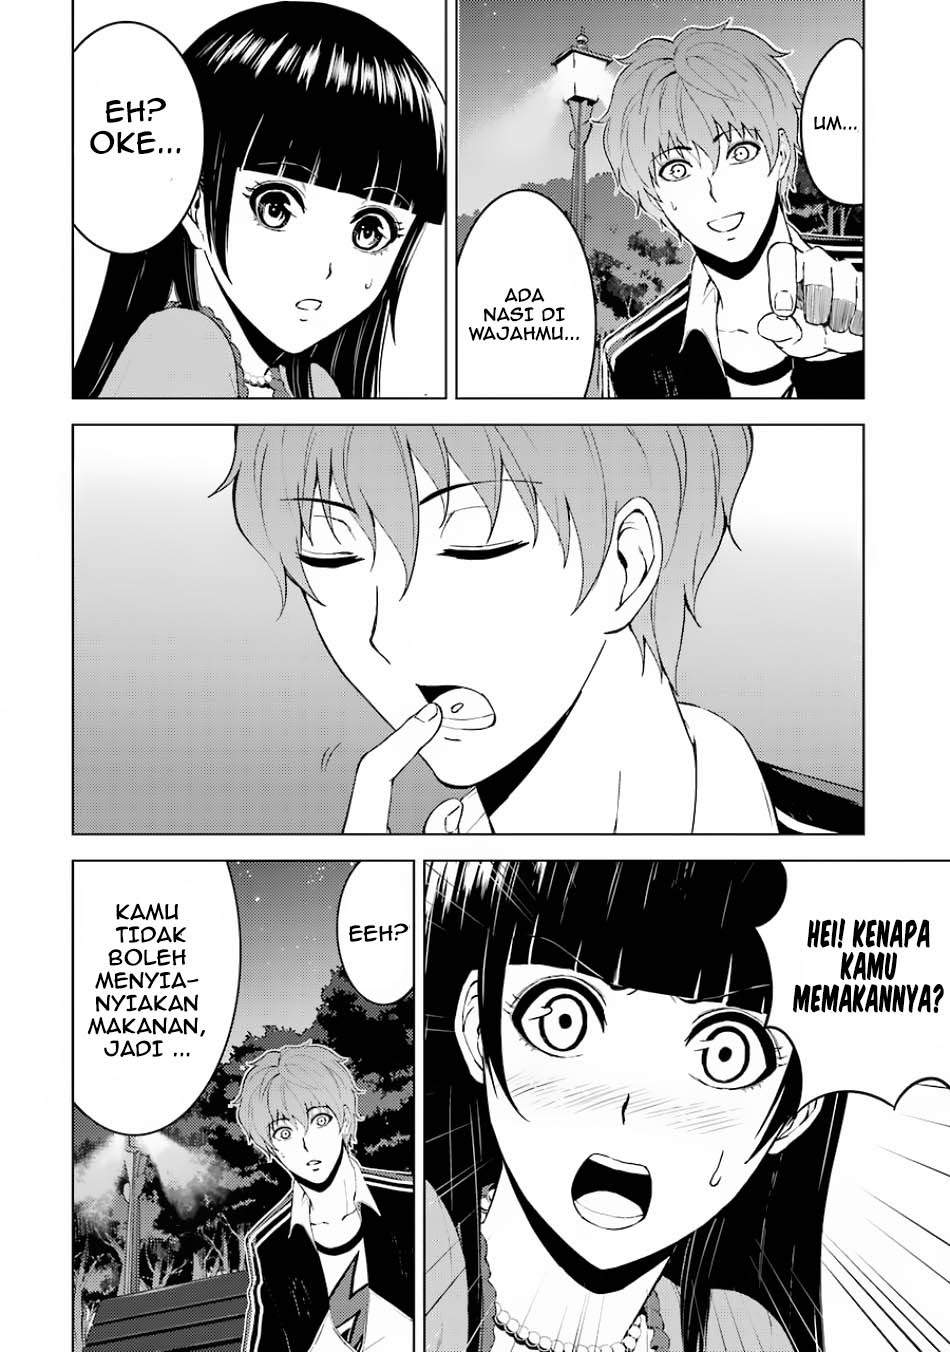 UM...
ADA
NASI DI
WAJAHMU...
EH?
OKE...
HEI! KENAPA
KAMU
MEMAKANNYA?
EEH?
KAMU
TIDAK
BOLEH
MENYIA-
NYIAKAN
MAKANAN,
JADI ...